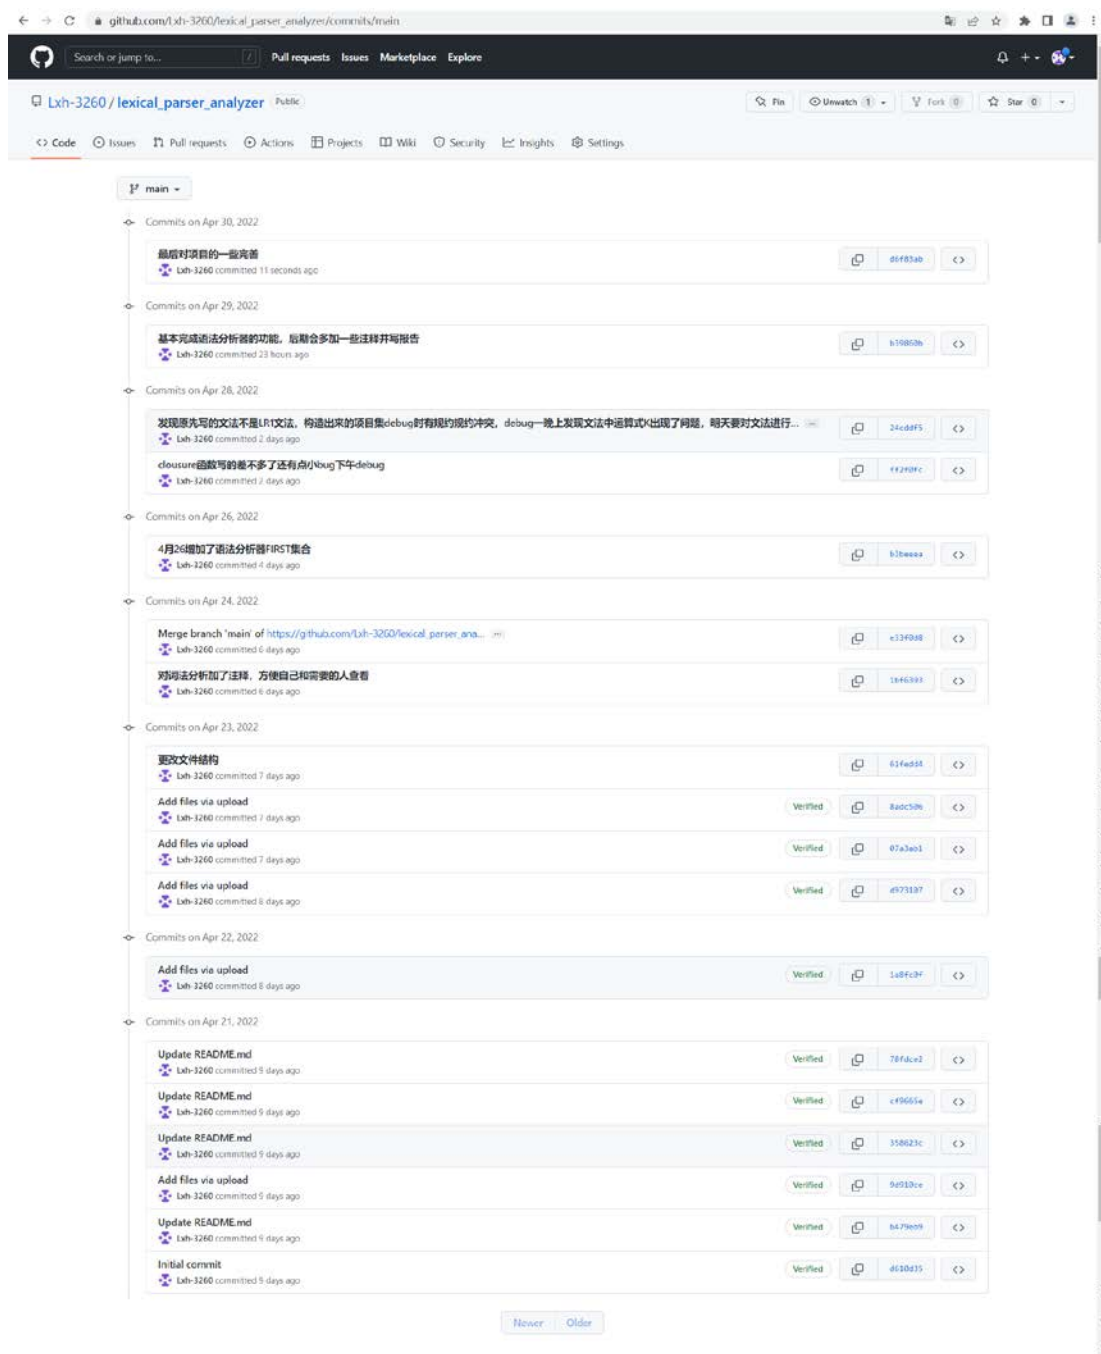 github.com/Lxh-3260/lexical_parser_analyzer/commits/main
Search or jump to... / Pull requests Issues Marketplace Explore
Lxh-3260 / lexical_parser_analyzer Public Pin Unwatch 1 Fork 0 Star 0
Code Issues Pull requests Actions Projects Wiki Security Insights Settings
main
Commits on Apr 30, 2022
最后对项目的一些完善
d6f83ab
Lxh-3260 committed 11 seconds ago
Commits on Apr 29, 2022
基本完成语法分析器的功能，后期会多加一些注释并写报告
Lxh-3260 committed 23 hours ago
Commits on Apr 28, 2022
发现原先写的文法不是LR1文法，构造出来的项目集debug时有规约规约冲突，debug一晚上发现文法中运算式K出现了问题，明天要对文法进行... ...
24cddf5
Lxh-3260 committed 2 days ago
clousure函数写的差不多了还有点小bug下午debug
Lxh-3260 committed 2 days ago
Commits on Apr 26, 2022
4月26增加了语法分析器FIRST集合
Lxh-3260 committed 4 days ago
Commits on Apr 24, 2022
Merge branch 'main' of https://github.com/Lxh-3260/lexical_parser_ana... ...
Lxh-3260 committed 6 days ago
对词法分析加了注释，方便自己和需要的人查看
Lxh-3260 committed 6 days ago
Commits on Apr 23, 2022
更改文件结构
Lxh-3260 committed 7 days ago
Add files via upload
Verified
Lxh-3260 committed 7 days ago
Add files via upload
Verified
Lxh-3260 committed 7 days ago
Add files via upload
Verified d973107
Lxh-3260 committed 8 days ago
Commits on Apr 22, 2022
Add files via upload
Verified
Lxh-3260 committed 8 days ago
Commits on Apr 21, 2022
Update README.md
Verified
Lxh-3260 committed 9 days ago
Update README.md
Verified cf9665e
Lxh-3260 committed 9 days ago
Update README.md
Verified 358623c
Lxh-3260 committed 9 days ago
Add files via upload
Verified 9d910ce
Lxh-3260 committed 9 days ago
Update README.md
Verified
Lxh-3260 committed 9 days ago
Initial commit
Verified d610d35
Lxh-3260 committed 9 days ago
Newer Older